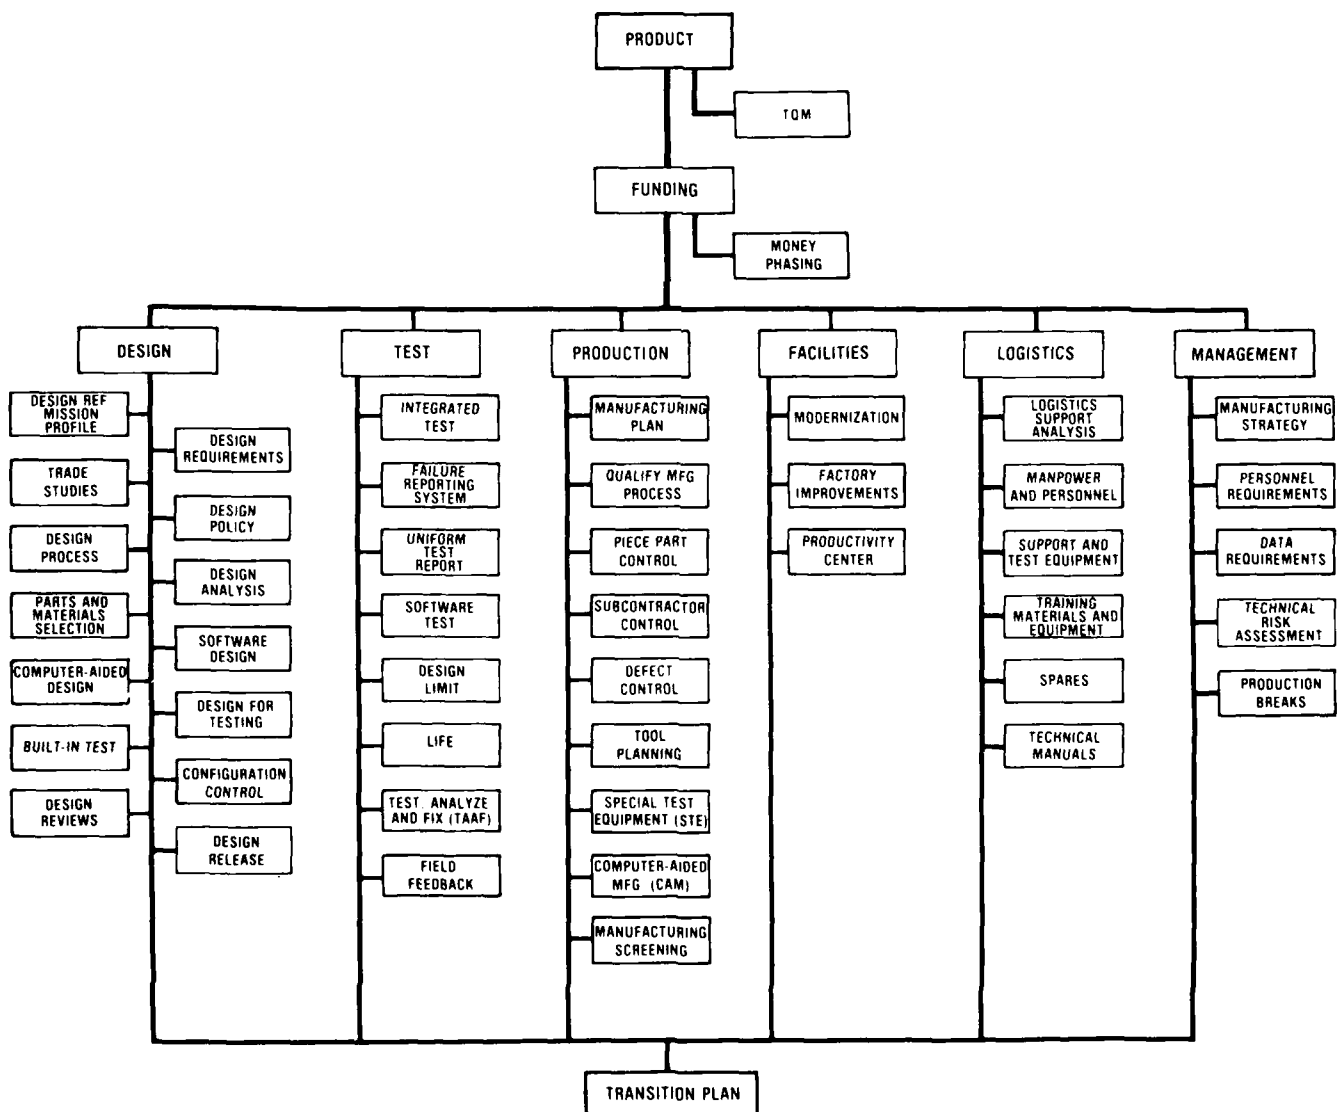 PRODUCT
TQM
FUNDING
MONEY
PHASING
DESIGN
TEST
PRODUCTION
FACILITIES
LOGISTICS
MANAGEMENT
DESIGN REF
MISSION
PROFILE
TRADE
STUDIES
DESIGN
PROCESS
PARTS AND
MATERIALS
SELECTION
COMPUTER-AIDED
DESIGN
BUILT-IN TEST
DESIGN
REVIEWS
DESIGN
REQUIREMENTS
DESIGN
POLICY
DESIGN
ANALYSIS
SOFTWARE
DESIGN
DESIGN FOR
TESTING
CONFIGURATION
CONTROL
DESIGN
RELEASE
INTEGRATED
TEST
FAILURE
REPORTING
SYSTEM
UNIFORM
TEST
REPORT
SOFTWARE
TEST
DESIGN
LIMIT
LIFE
TEST, ANALYZE
AND FIX (TAAF)
FIELD
FEEDBACK
MANUFACTURING
PLAN
QUALIFY MFG
PROCESS
PIECE PART
CONTROL
SUBCONTRACTOR
CONTROL
DEFECT
CONTROL
TOOL
PLANNING
SPECIAL TEST
EQUIPMENT (STE)
COMPUTER-AIDED
MFG (CAM)
MANUFACTURING
SCREENING
MODERNIZATION
FACTORY
IMPROVEMENTS
PRODUCTIVITY
CENTER
LOGISTICS
SUPPORT
ANALYSIS
MANPOWER
AND PERSONNEL
SUPPORT AND
TEST EQUIPMENT
TRAINING
MATERIALS AND
EQUIPMENT
SPARES
TECHNICAL
MANUALS
MANUFACTURING
STRATEGY
PERSONNEL
REQUIREMENTS
DATA
REQUIREMENTS
TECHNICAL
RISK
ASSESSMENT
PRODUCTION
BREAKS
TRANSITION PLAN